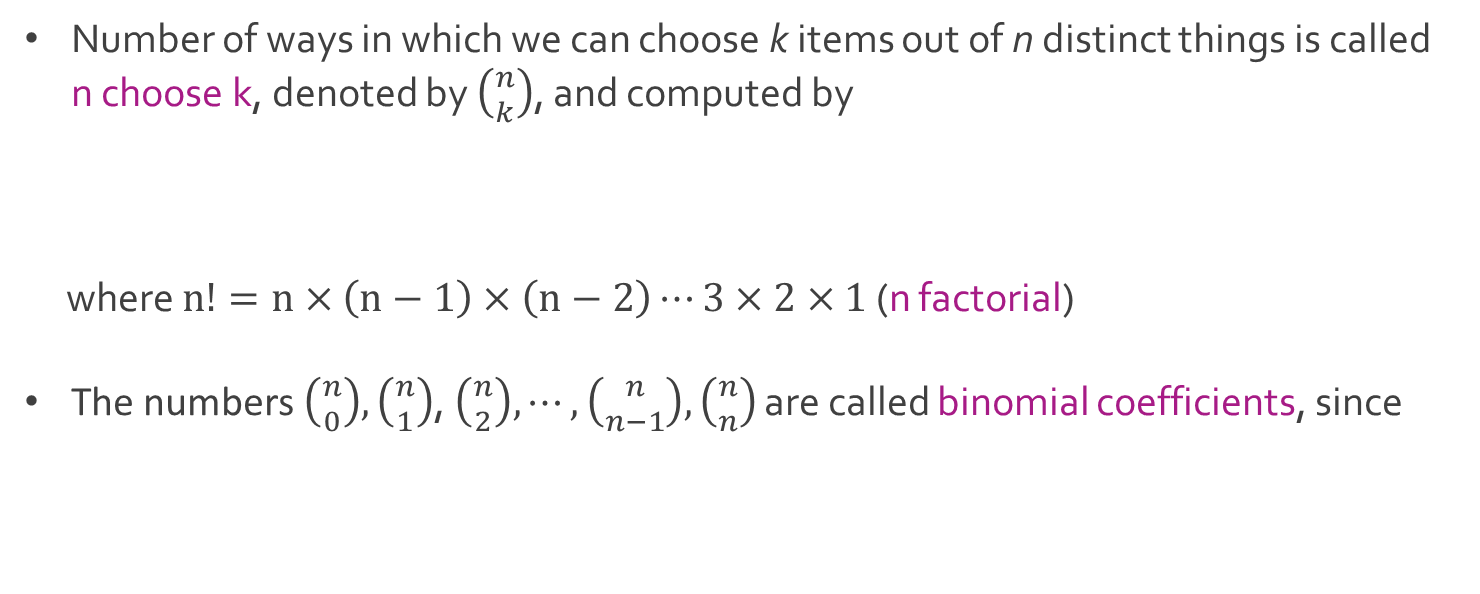 • Number of ways in which we can choose k items out of n distinct things is called
n choose k, denoted by (n k), and computed by
where n! = n × (n − 1) × (n − 2) ⋯ 3 × 2 × 1 (n factorial)
• The numbers (n 0), (n 1), (n 2), ⋯ , (n n−1), (n n) are called binomial coefficients, since